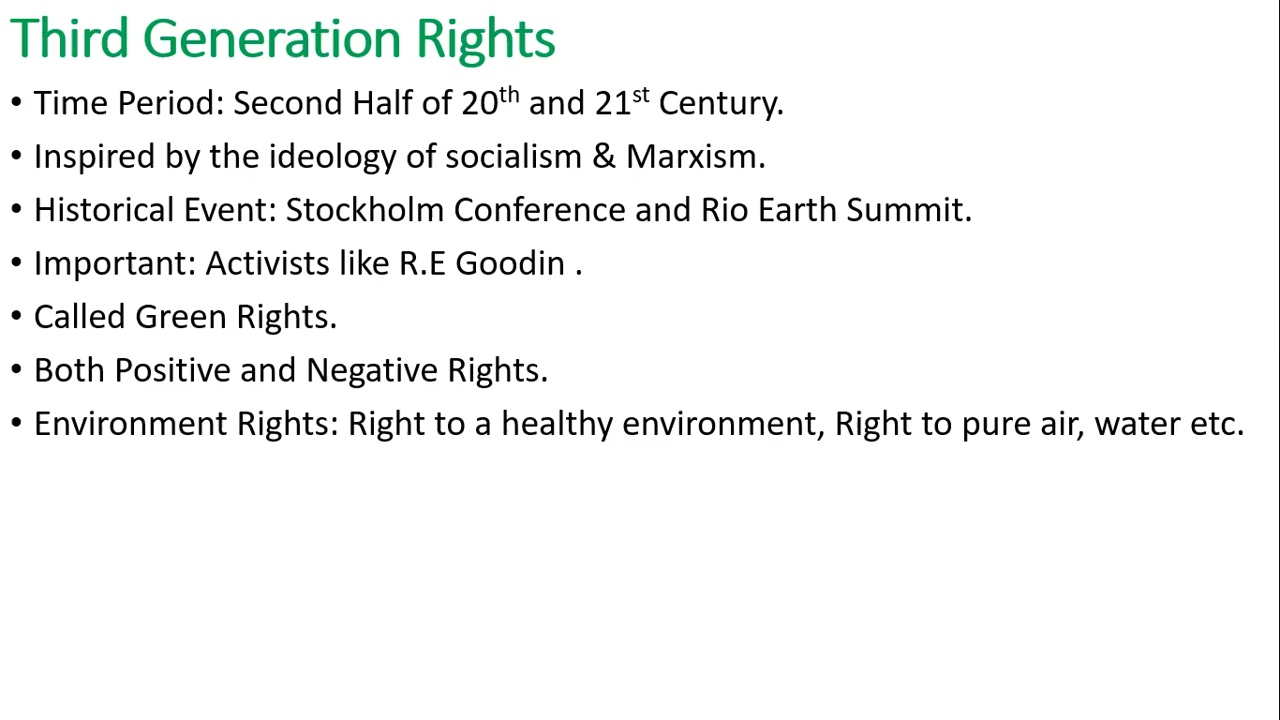 Third Generation Rights
• Time Period: Second Half of 20th and 21st Century.
• Inspired by the ideology of socialism & Marxism.
• Historical Event: Stockholm Conference and Rio Earth Summit.
• Important: Activists like R.E Goodin .
• Called Green Rights.
• Both Positive and Negative Rights.
• Environment Rights: Right to a healthy environment, Right to pure air, water etc.